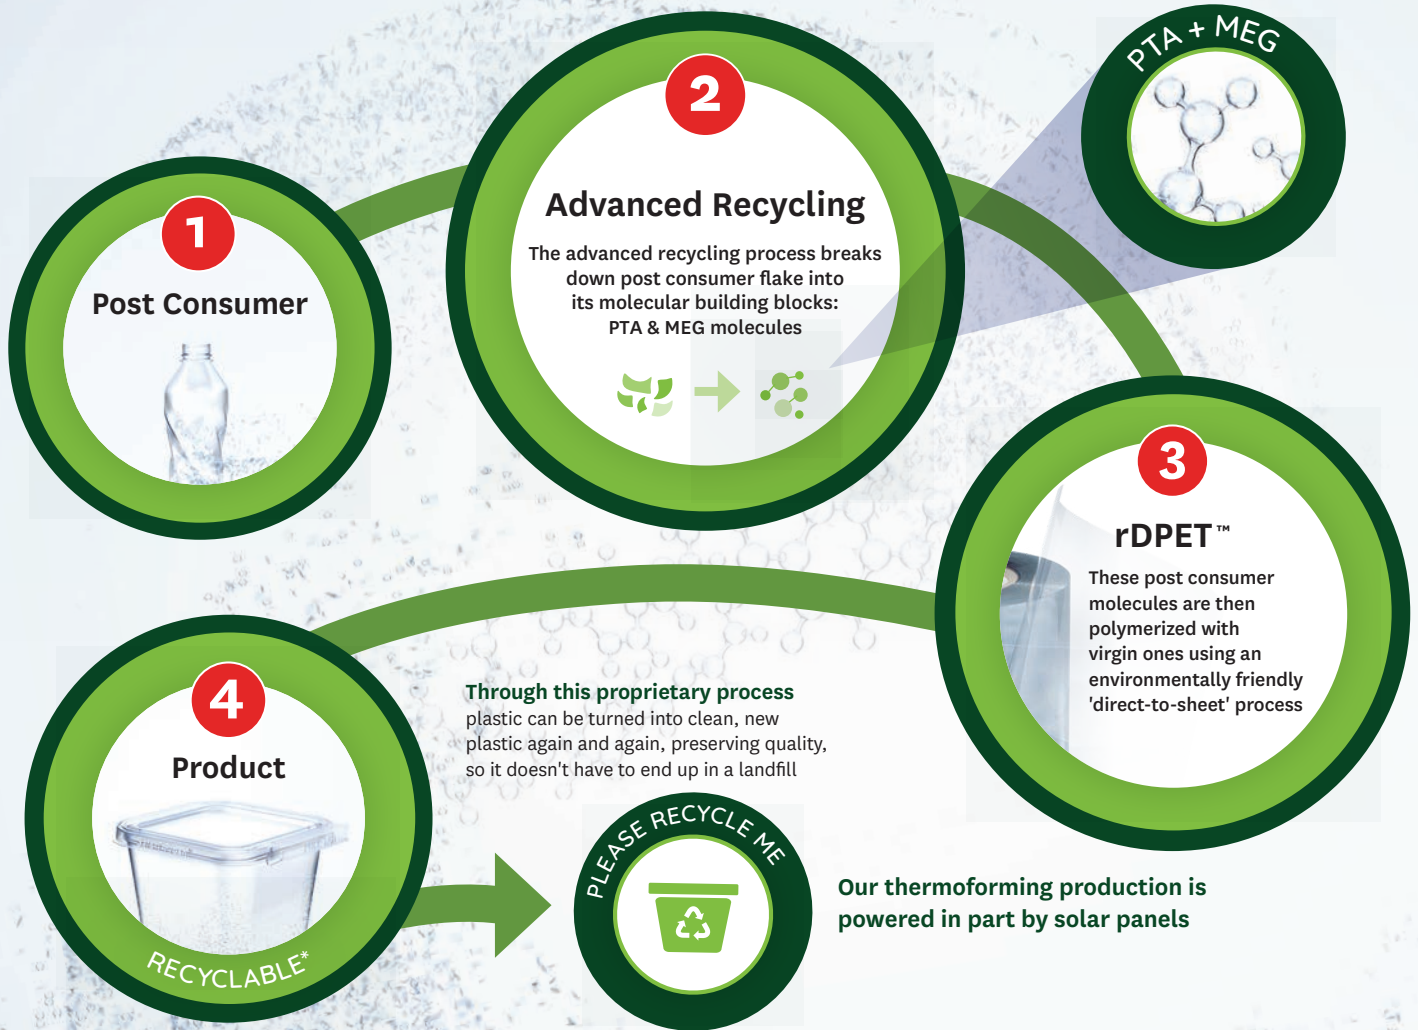 1
Post Consumer
2
Advanced Recycling
The advanced recycling process breaks
down post consumer flake into
its molecular building blocks:
PTA & MEG molecules
PTA + MEG
3
rDPET™
These post consumer
molecules are then
polymerized with
virgin ones using an
environmentally friendly
'direct-to-sheet' process
4
Product
RECYCLABLE*
Through this proprietary process
plastic can be turned into clean, new
plastic again and again, preserving quality,
so it doesn't have to end up in a landfill
PLEASE RECYCLE ME
Our thermoforming production is
powered in part by solar panels